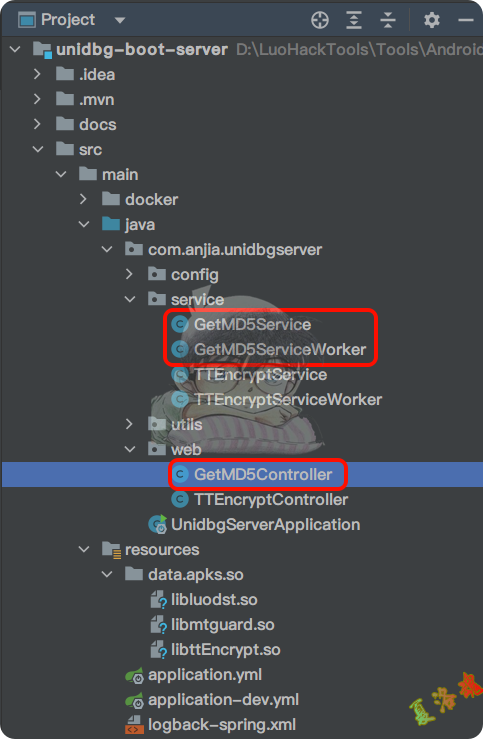 Project
unidbg-boot-server D:\LuoHackTools\Tools\Android
.idea
.mvn
docs
src
main
docker
java
com.anjia.unidbgserver
config
service
GetMD5Service
GetMD5ServiceWorker
TTEncryptService
TTEncryptServiceWorker
utils
web
GetMD5Controller
TTEncryptController
UnidbgServerApplication
resources
data.apks.so
libluodst.so
libmtguard.so
libttEncrypt.so
application.yml
application-dev.yml
logback-spring.xml